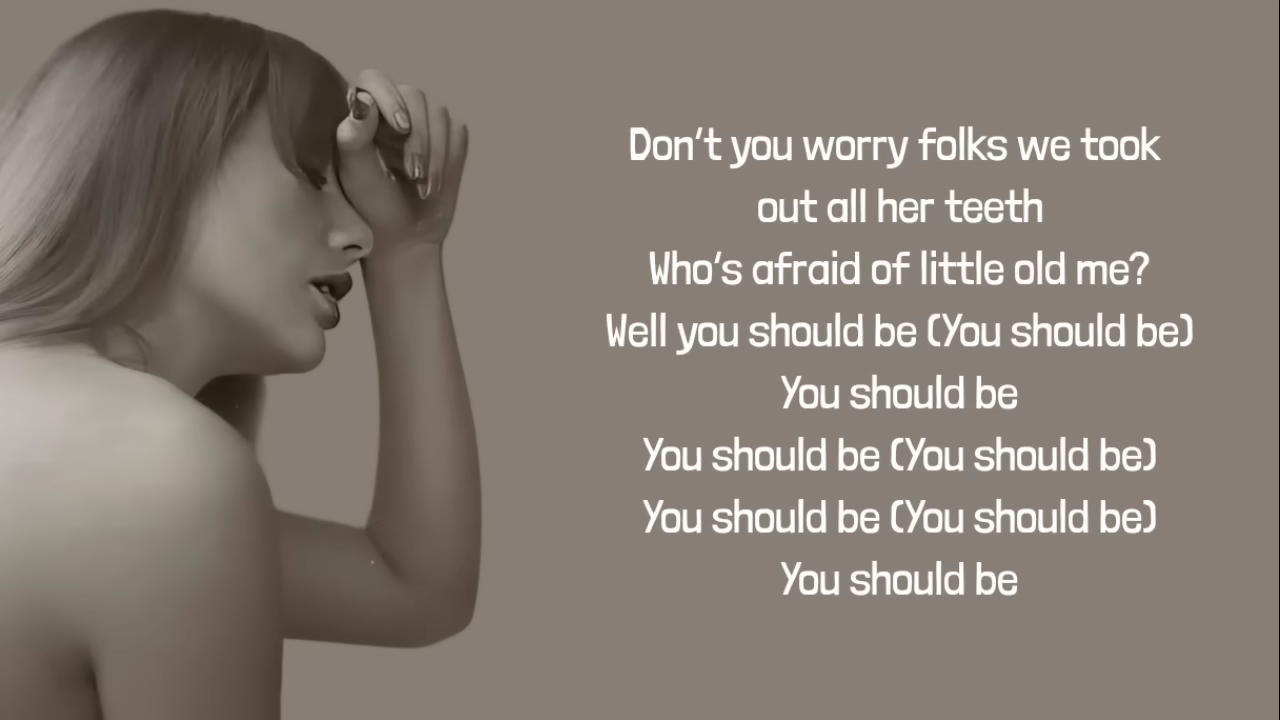 Don't you worry folks we took
out all her teeth
Who's afraid of little old me?
Well you should be (You should be)
You should be
You should be (You should be)
You should be (You should be)
You should be